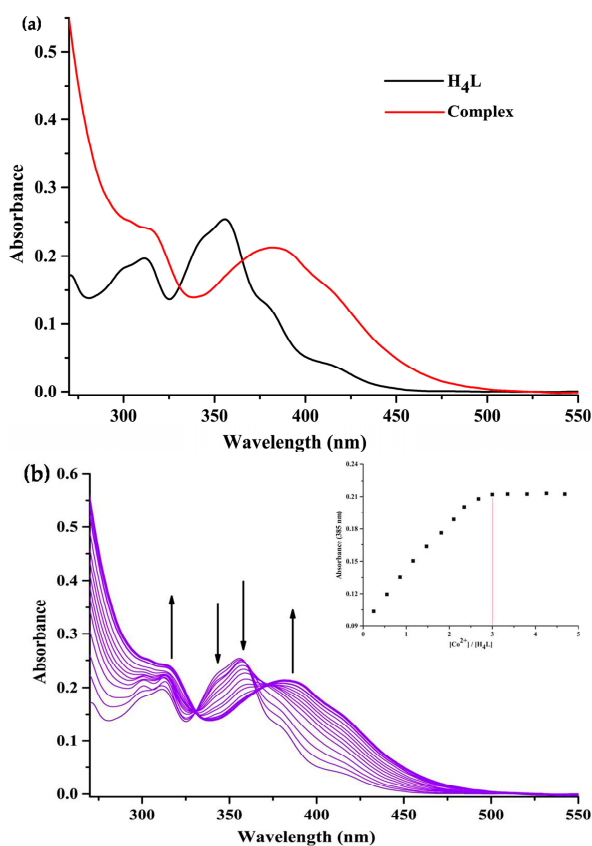 (a)
0.5
0.4
0.3
0.2
0.1
0.0
Absorbance
H4L
Complex
300 350 400 450 500 550
Wavelength (nm)
(b)
0.6
0.5
0.4
0.3
0.2
0.1
0.0
Absorbance
300 350 400 450 500 550
Wavelength (nm)
0.24
0.21
0.18
0.15
0.12
0.09
Absorbance (385 nm)
0 1 2 3 4 5
[Co2+] / [H4L]